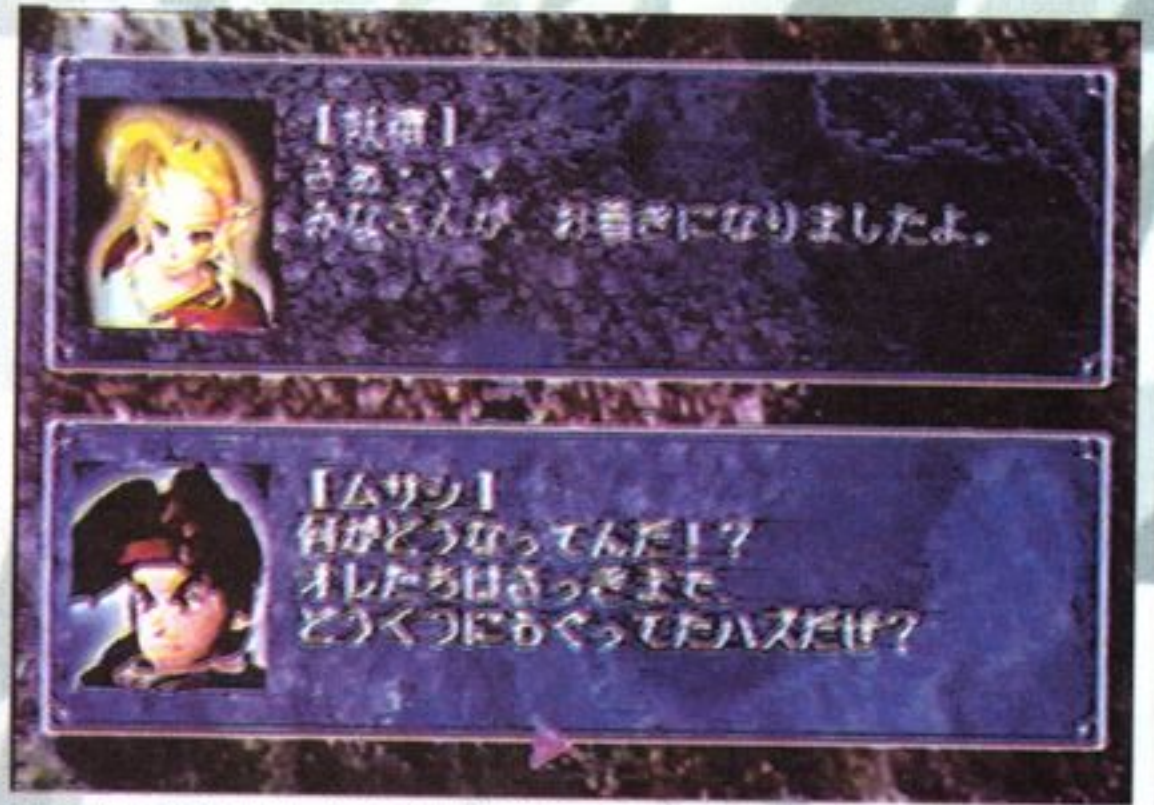 【妖精】
さあ・・・
みなさんが、お着きになりましたよ。
【ムサシ】
何がどうなってんだ！？
オレたちはさっきまで、
どうくつにもぐってたハズだぜ？